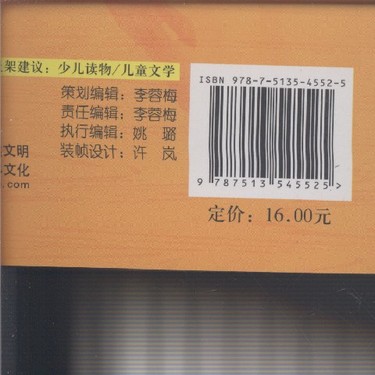 架建议：少儿读物/儿童文学
策划编辑：李蓉梅
责任编辑：李蓉梅
执行编辑：姚 璐
装帧设计：许 岚
文明
文化
.com
ISBN 978-7-5135-4552-5
9 787513 545525 >
定价：16.00元